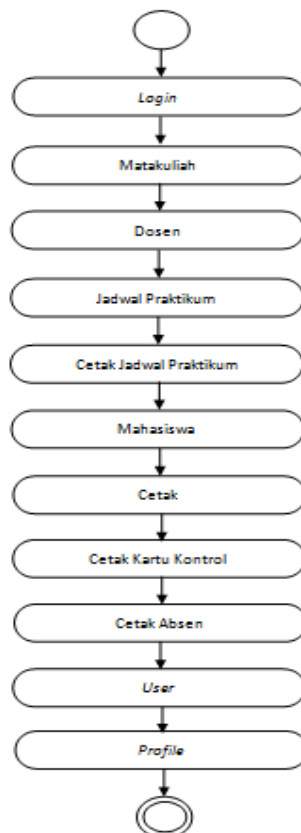 Login
Matakuliah
Dosen
Jadwal Praktikum
Cetak Jadwal Praktikum
Mahasiswa
Cetak
Cetak Kartu Kontrol
Cetak Absen
User
Profile